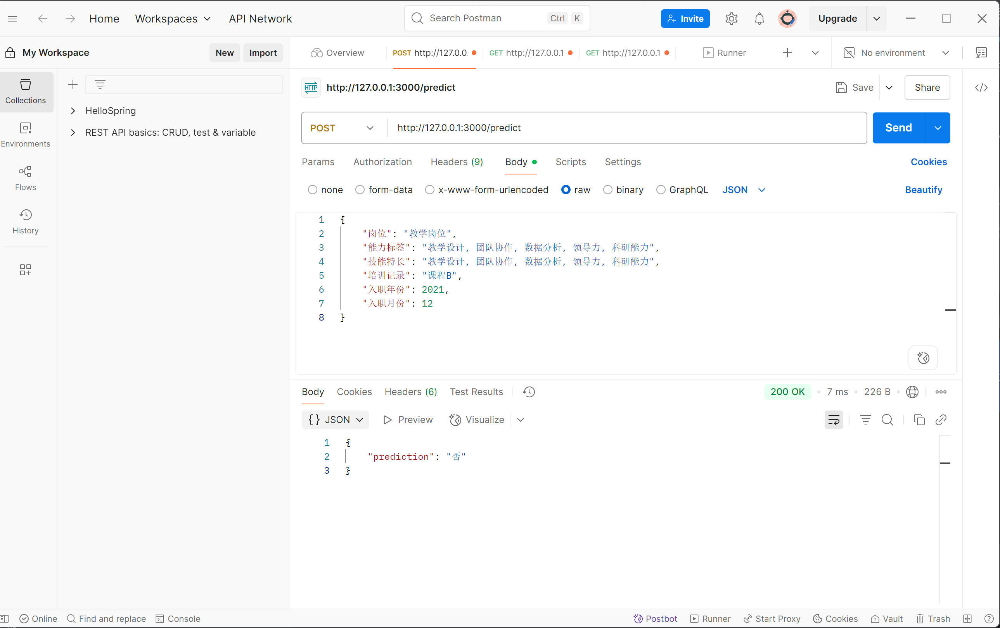 Home Workspaces API Network Search Postman Ctrl K Invite Upgrade
My Workspace New Import Overview POST http://127.0.0. GET http://127.0.0.1 GET http://127.0.0.1 Runner No environment
Collections
Environments
Flows
History
HelloSpring
REST API basics: CRUD, test & variable
HTTP http://127.0.0.1:3000/predict Save Share
POST http://127.0.0.1:3000/predict Send
Params Authorization Headers (9) Body Scripts Settings Cookies
none form-data x-www-form-urlencoded raw binary GraphQL JSON Beautify
1 {
2 "岗位": "教学岗位",
3 "能力标签": "教学设计, 团队协作, 数据分析, 领导力, 科研能力",
4 "技能特长": "教学设计, 团队协作, 数据分析, 领导力, 科研能力",
5 "培训记录": "课程B",
6 "入职年份": 2021,
7 "入职月份": 12
8 }
Body Cookies Headers (6) Test Results 200 OK 7 ms 226 B
{} JSON Preview Visualize
1 {
2 "prediction": "否"
3 }
Online Find and replace Console Postbot Runner Start Proxy Cookies Vault Trash